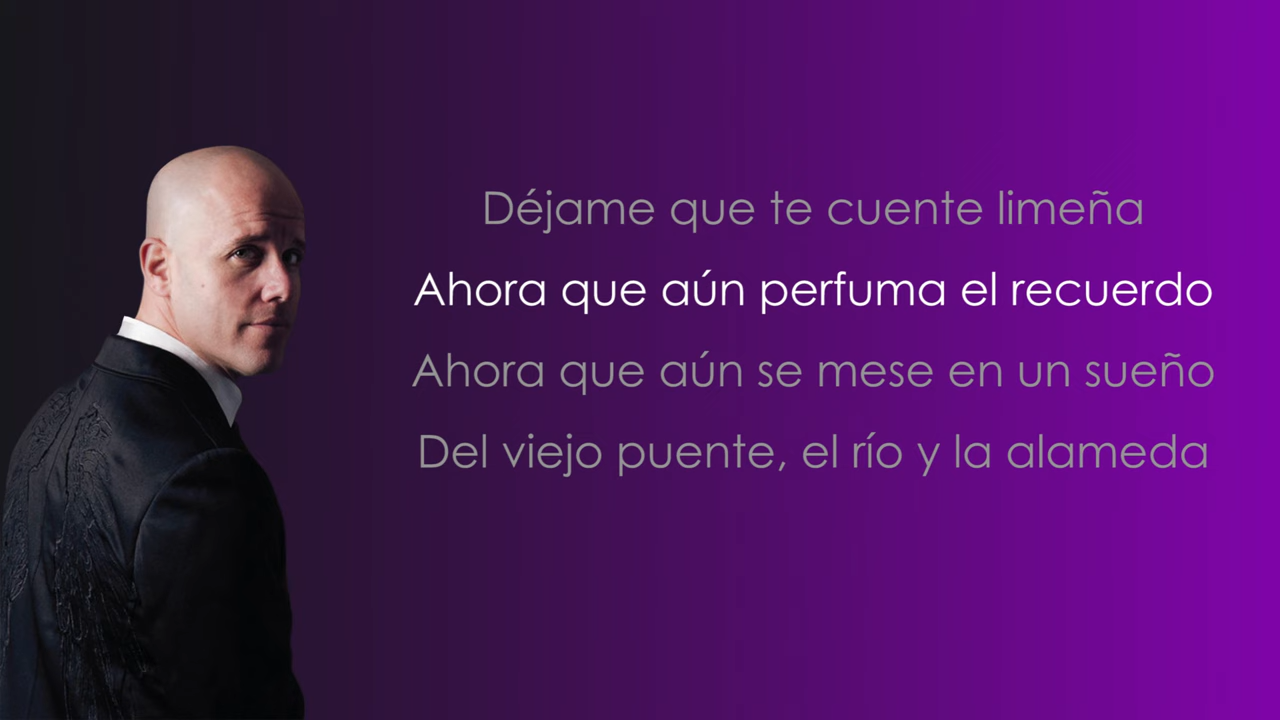 Déjame que te cuente limeña
Ahora que aún perfuma el recuerdo
Ahora que aún se mese en un sueño
Del viejo puente, el río y la alameda